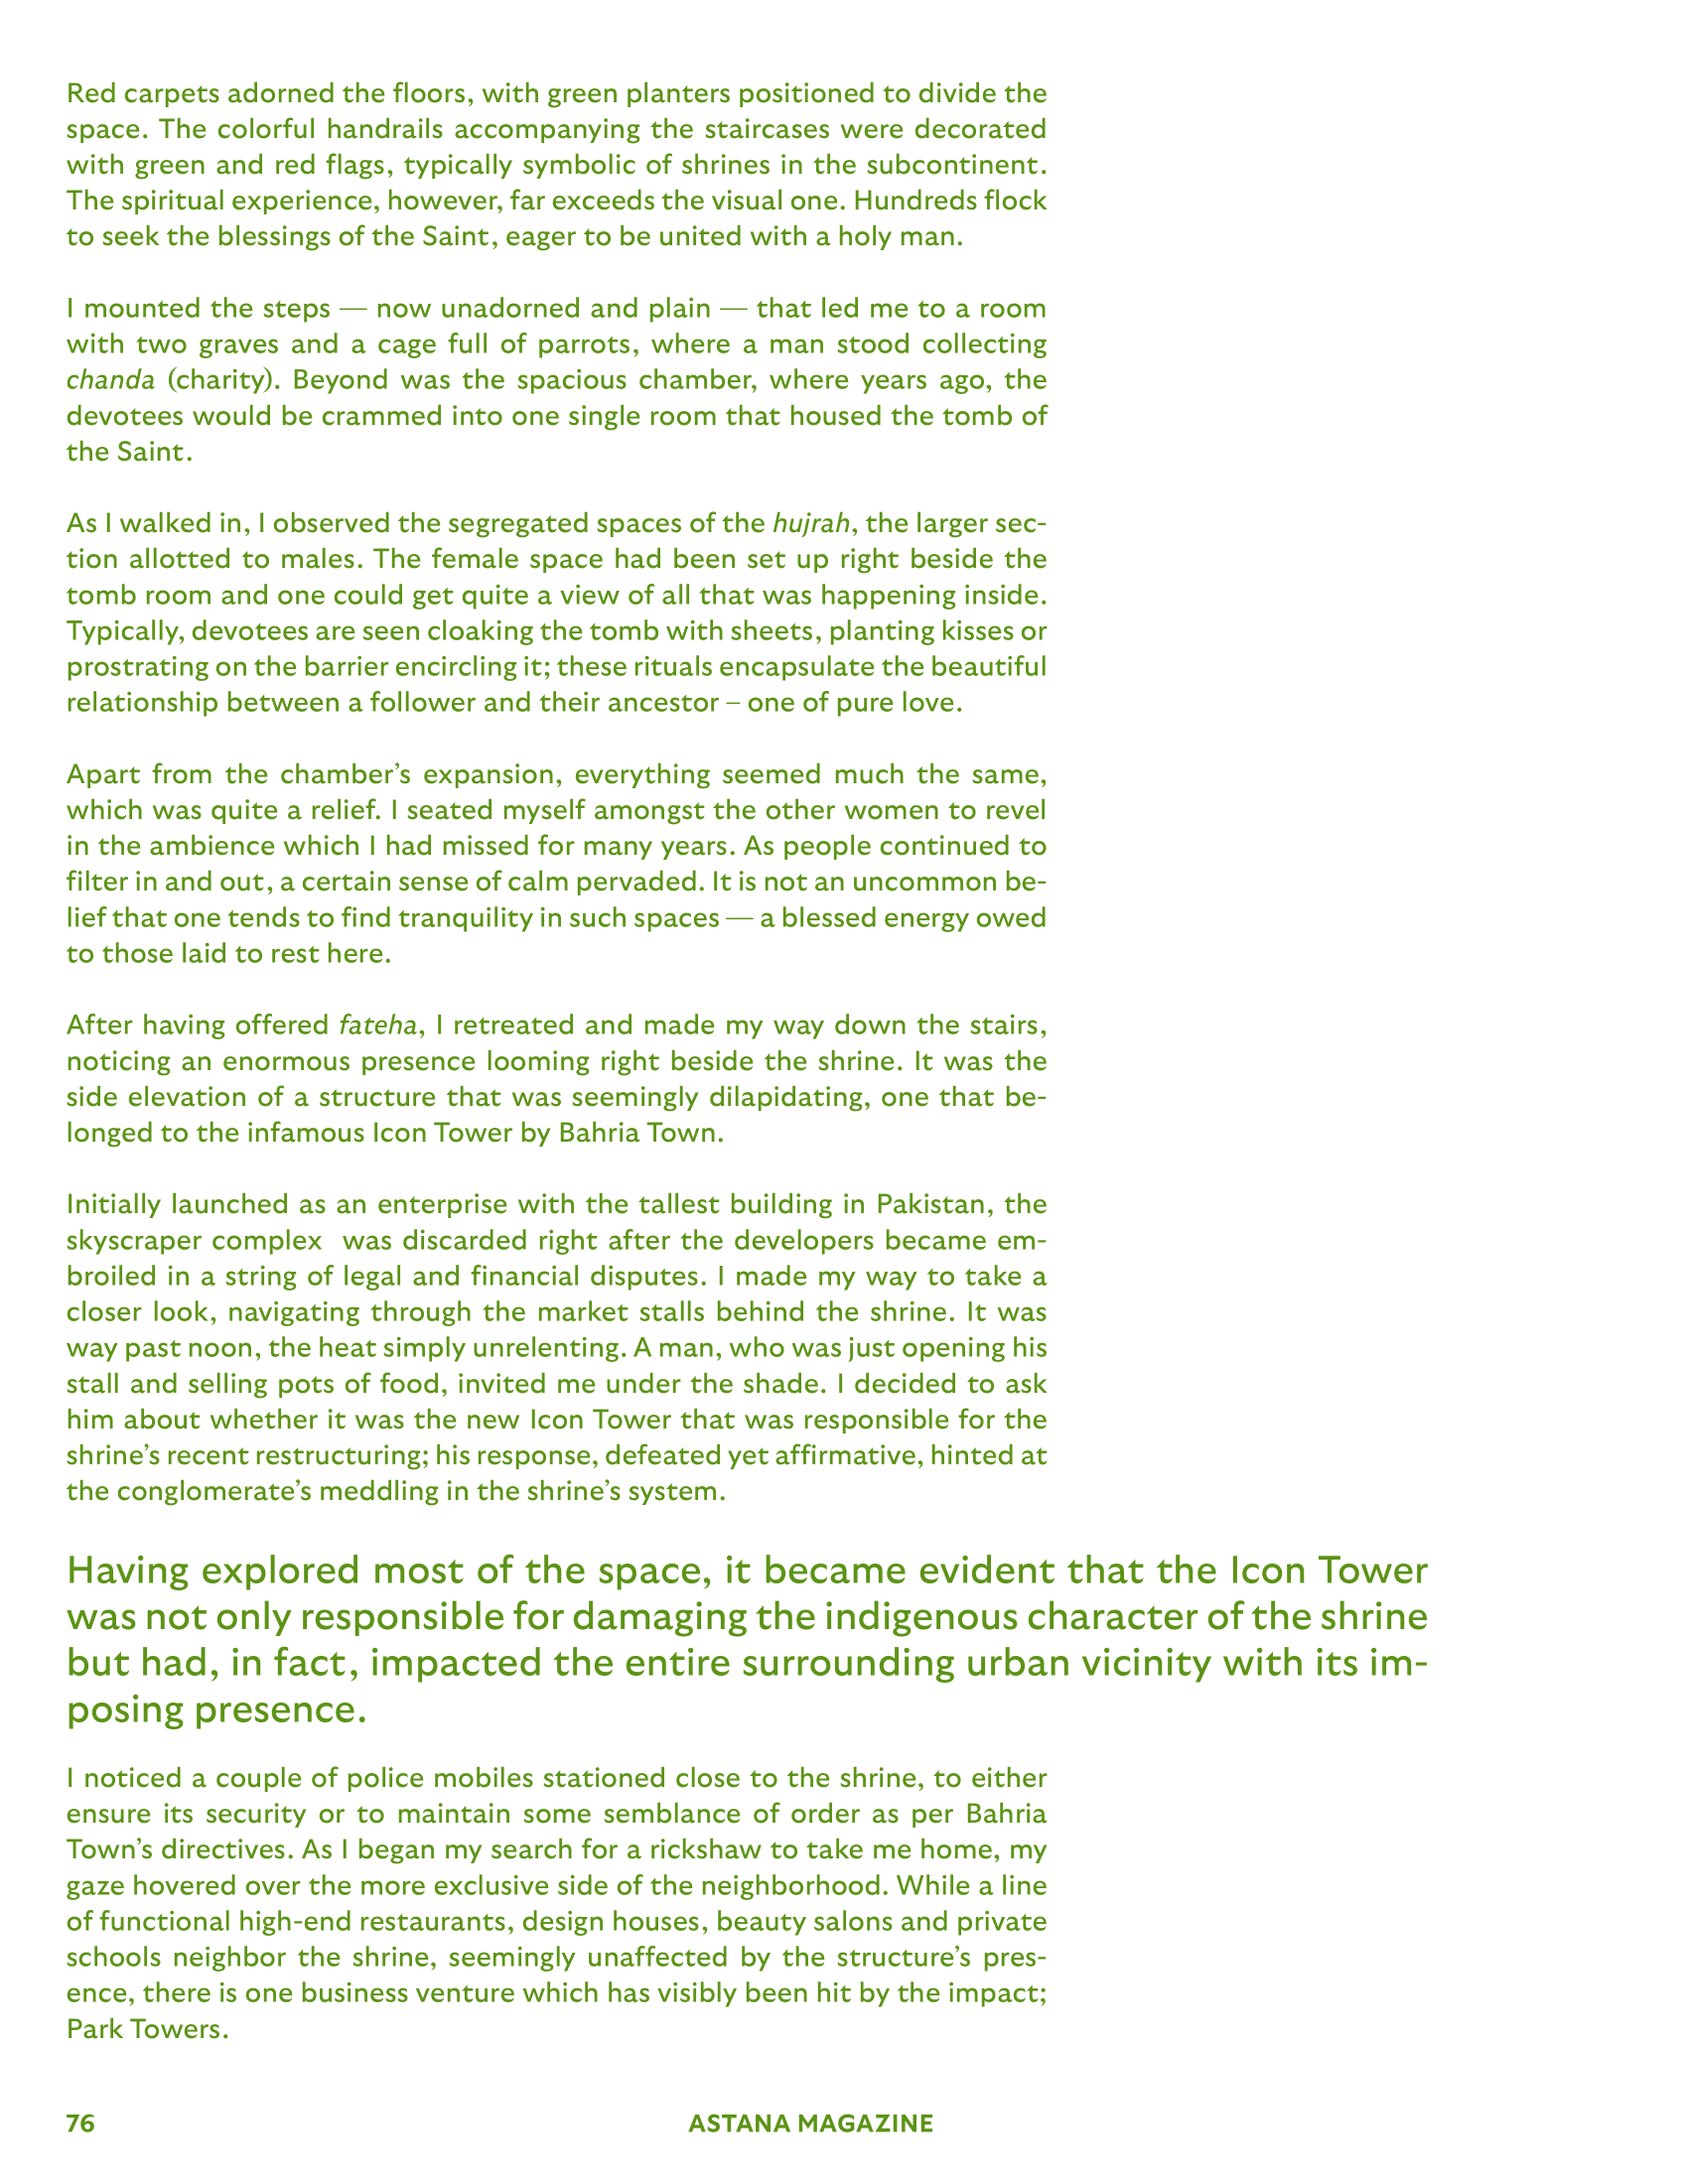 Red carpets adorned the floors, with green planters positioned to divide the
space. The colorful handrails accompanying the staircases were decorated
with green and red flags, typically symbolic of shrines in the subcontinent.
The spiritual experience, however, far exceeds the visual one. Hundreds flock
to seek the blessings of the Saint, eager to be united with a holy man.

I mounted the steps — now unadorned and plain — that led me to a room
with two graves and a cage full of parrots, where a man stood collecting
chanda (charity). Beyond was the spacious chamber, where years ago, the
devotees would be crammed into one single room that housed the tomb of
the Saint.

As I walked in, I observed the segregated spaces of the hujrah, the larger sec-
tion allotted to males. The female space had been set up right beside the
tomb room and one could get quite a view of all that was happening inside.
Typically, devotees are seen cloaking the tomb with sheets, planting kisses or
prostrating on the barrier encircling it; these rituals encapsulate the beautiful
relationship between a follower and their ancestor – one of pure love.

Apart from the chamber’s expansion, everything seemed much the same,
which was quite a relief. I seated myself amongst the other women to revel
in the ambience which I had missed for many years. As people continued to
filter in and out, a certain sense of calm pervaded. It is not an uncommon be-
lief that one tends to find tranquility in such spaces — a blessed energy owed
to those laid to rest here.

After having offered fateha, I retreated and made my way down the stairs,
noticing an enormous presence looming right beside the shrine. It was the
side elevation of a structure that was seemingly dilapidating, one that be-
longed to the infamous Icon Tower by Bahria Town.

Initially launched as an enterprise with the tallest building in Pakistan, the
skyscraper complex  was discarded right after the developers became em-
broiled in a string of legal and financial disputes. I made my way to take a
closer look, navigating through the market stalls behind the shrine. It was
way past noon, the heat simply unrelenting. A man, who was just opening his
stall and selling pots of food, invited me under the shade. I decided to ask
him about whether it was the new Icon Tower that was responsible for the
shrine’s recent restructuring; his response, defeated yet affirmative, hinted at
the conglomerate’s meddling in the shrine’s system.

Having explored most of the space, it became evident that the Icon Tower
was not only responsible for damaging the indigenous character of the shrine
but had, in fact, impacted the entire surrounding urban vicinity with its im-
posing presence.

I noticed a couple of police mobiles stationed close to the shrine, to either
ensure its security or to maintain some semblance of order as per Bahria
Town’s directives. As I began my search for a rickshaw to take me home, my
gaze hovered over the more exclusive side of the neighborhood. While a line
of functional high-end restaurants, design houses, beauty salons and private
schools neighbor the shrine, seemingly unaffected by the structure’s pres-
ence, there is one business venture which has visibly been hit by the impact;
Park Towers.

76 ASTANA MAGAZINE